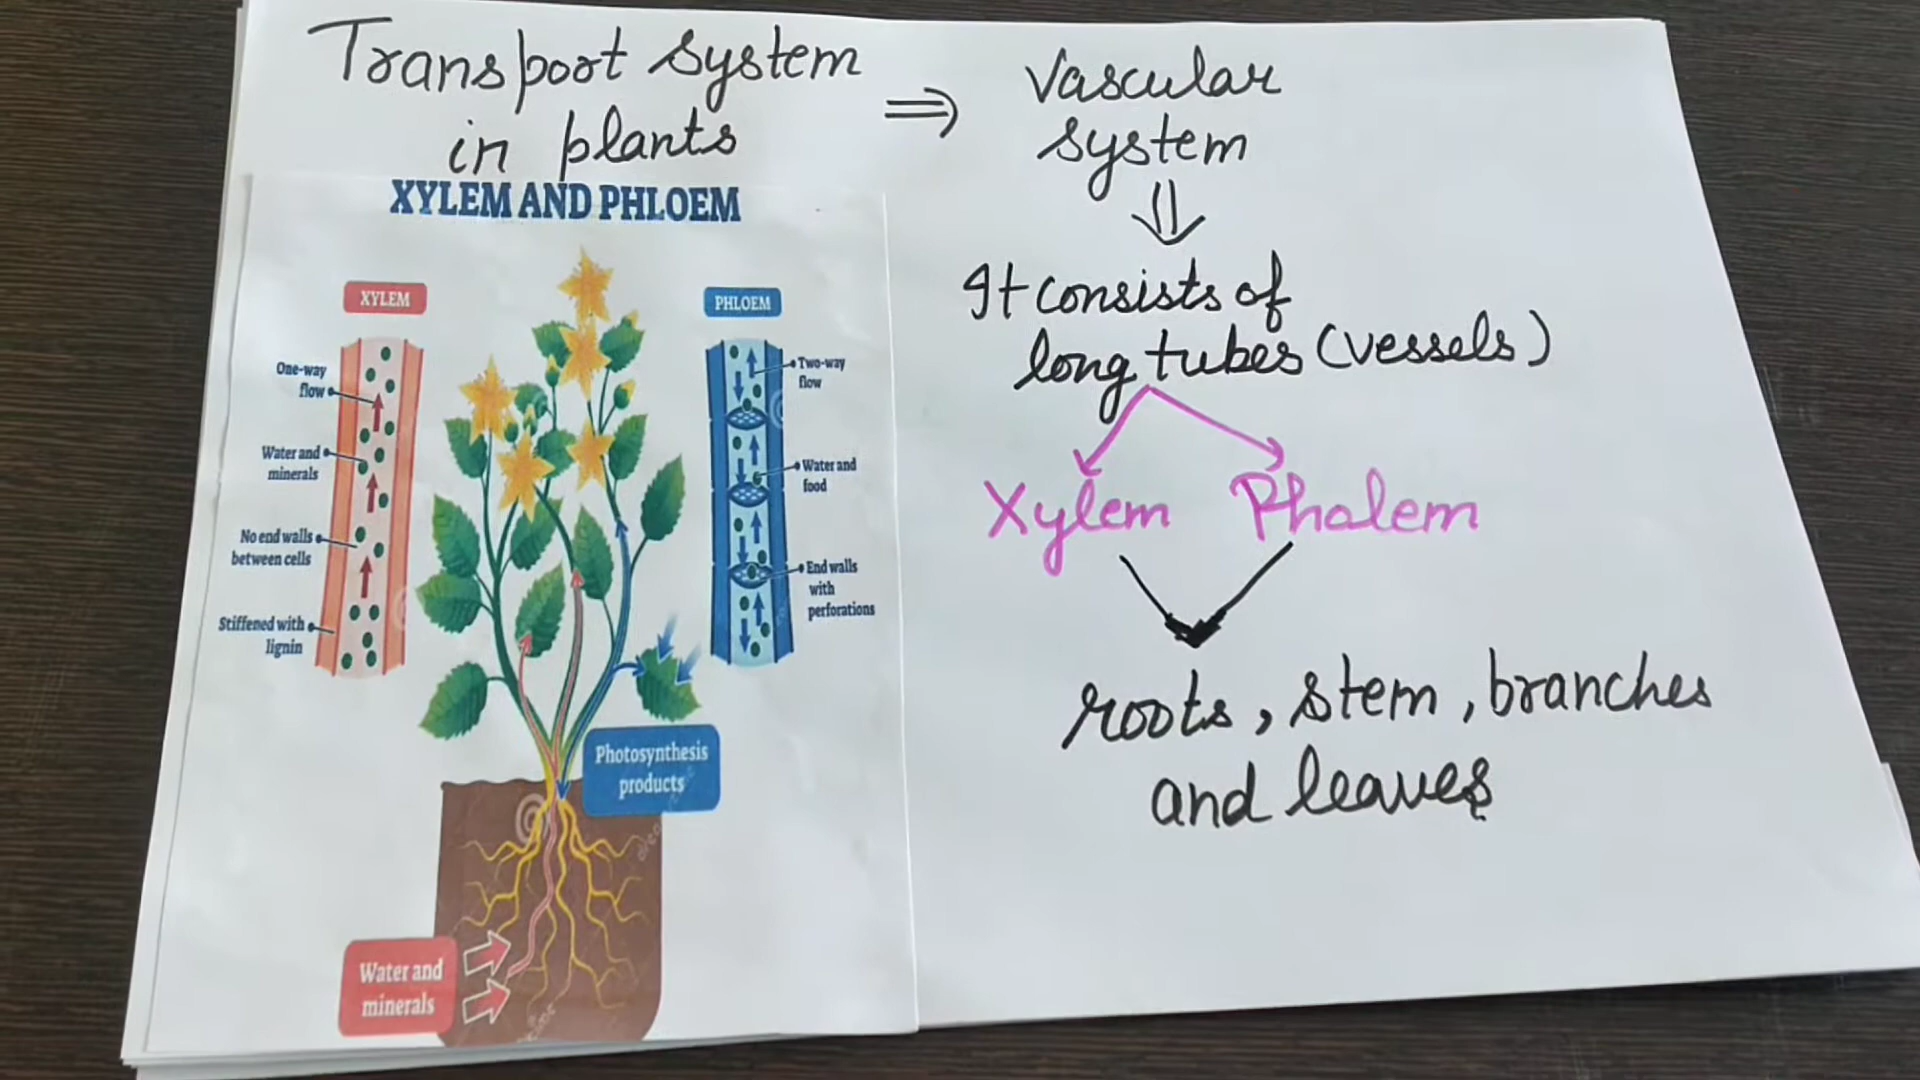 Transport system
in plants
⇒
Vascular
system
⇓
It consists of
long tubes (vessels)
Xylem Phalem
roots, stem, branches
and leaves
XYLEM AND PHLOEM
XYLEM
One-way
flow
Water and
minerals
No end walls
between cells
Stiffened with
lignin
PHLOEM
Two-way
flow
Water and
food
End walls
with
perforations
Photosynthesis
products
Water and
minerals